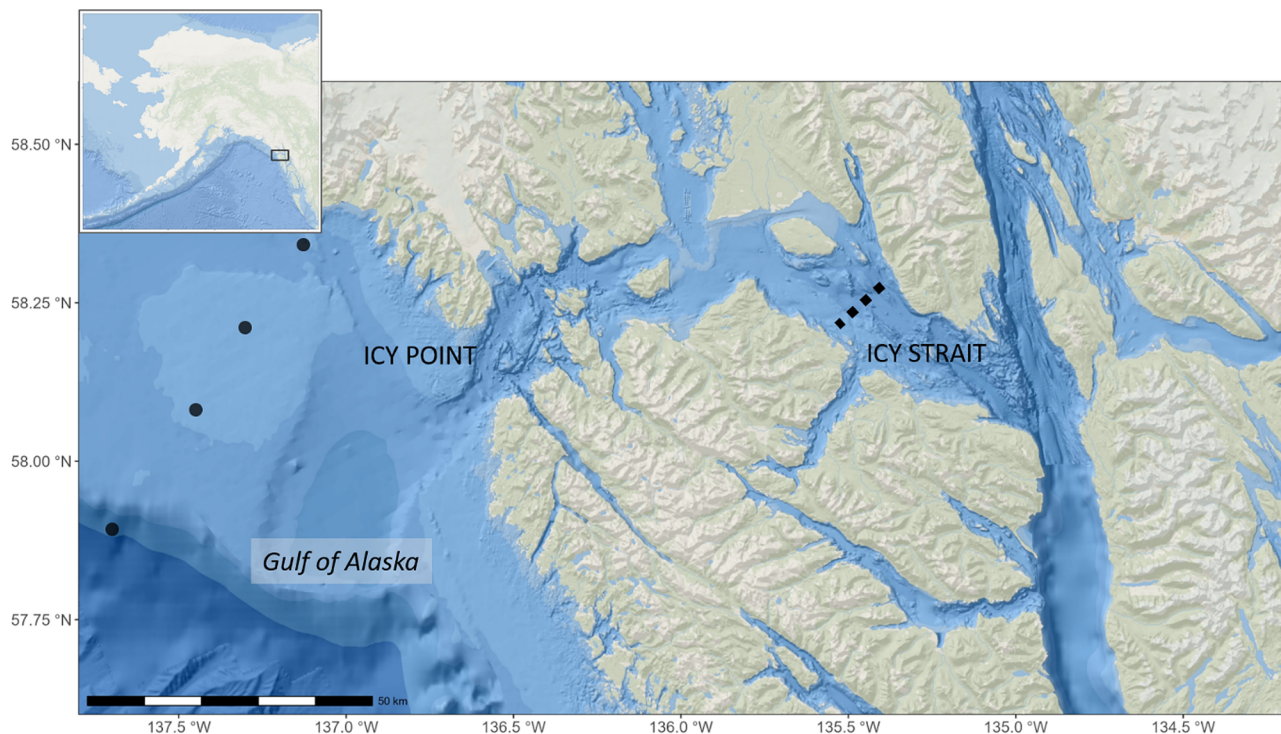 58.50 °N
58.25 °N
ICY POINT
ICY STRAIT
58.00 °N
Gulf of Alaska
57.75 °N
50 km
137.5 °W
137.0 °W
136.5 °W
136.0 °W
135.5 °W
135.0 °W
134.5 °W